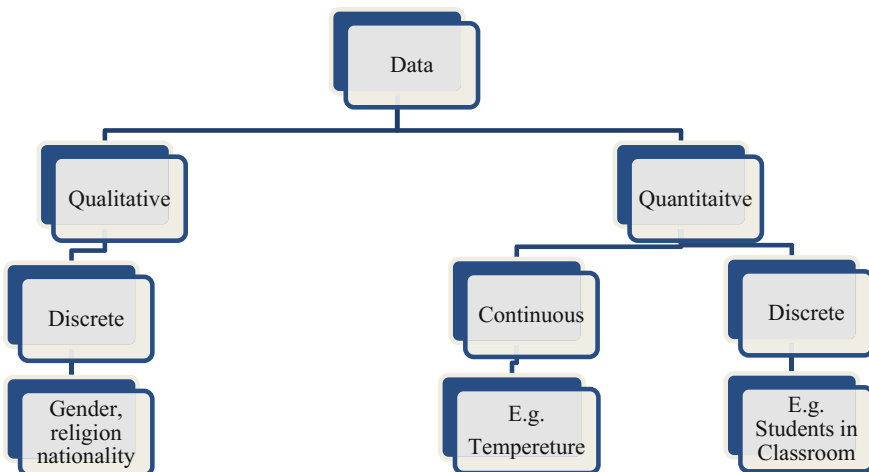 Data
Qualitative
Quantitaitve
Discrete
Continuous
Discrete
Gender,
religion
nationality
E.g.
Tempereture
E.g.
Students in
Classroom